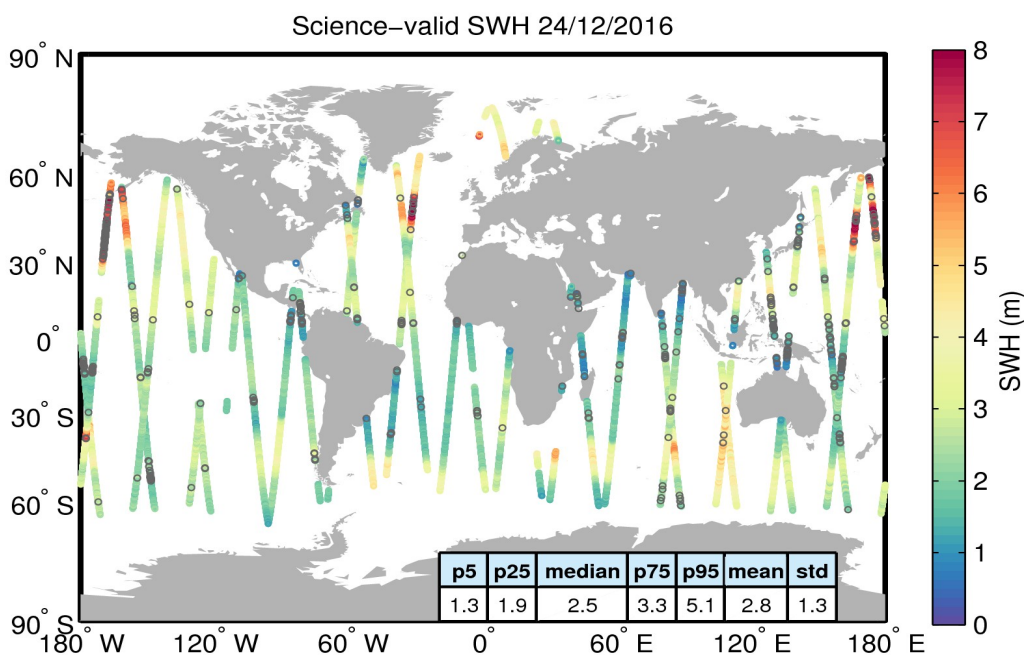 Science−valid SWH 24/12/2016
90° N
60° N
30° N
0°
30° S
60° S
90° S
180° W
120° W
60° W
0°
60° E
120° E
180° E
p5 p25 median p75 p95 mean std
1.3 1.9 2.5 3.3 5.1 2.8 1.3
8
7
6
5
4
3
2
1
0
SWH (m)